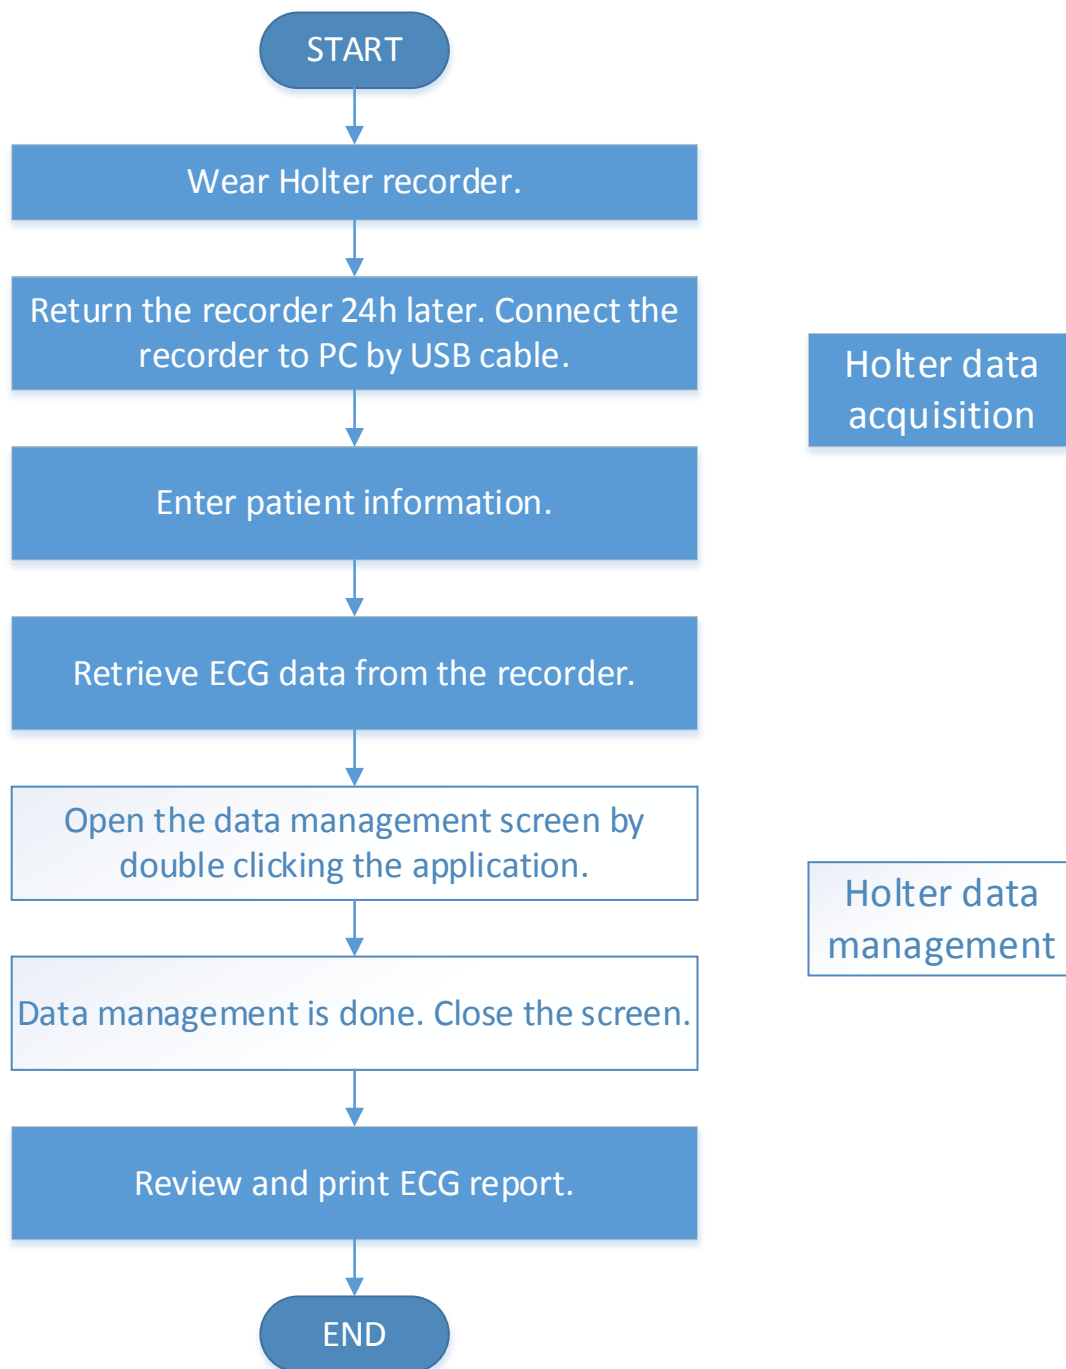 START
Wear Holter recorder.
Return the recorder 24h later. Connect the
recorder to PC by USB cable.
Holter data
acquisition
Enter patient information.
Retrieve ECG data from the recorder.
Open the data management screen by
double clicking the application.
Holter data
management
Data management is done. Close the screen.
Review and print ECG report.
END